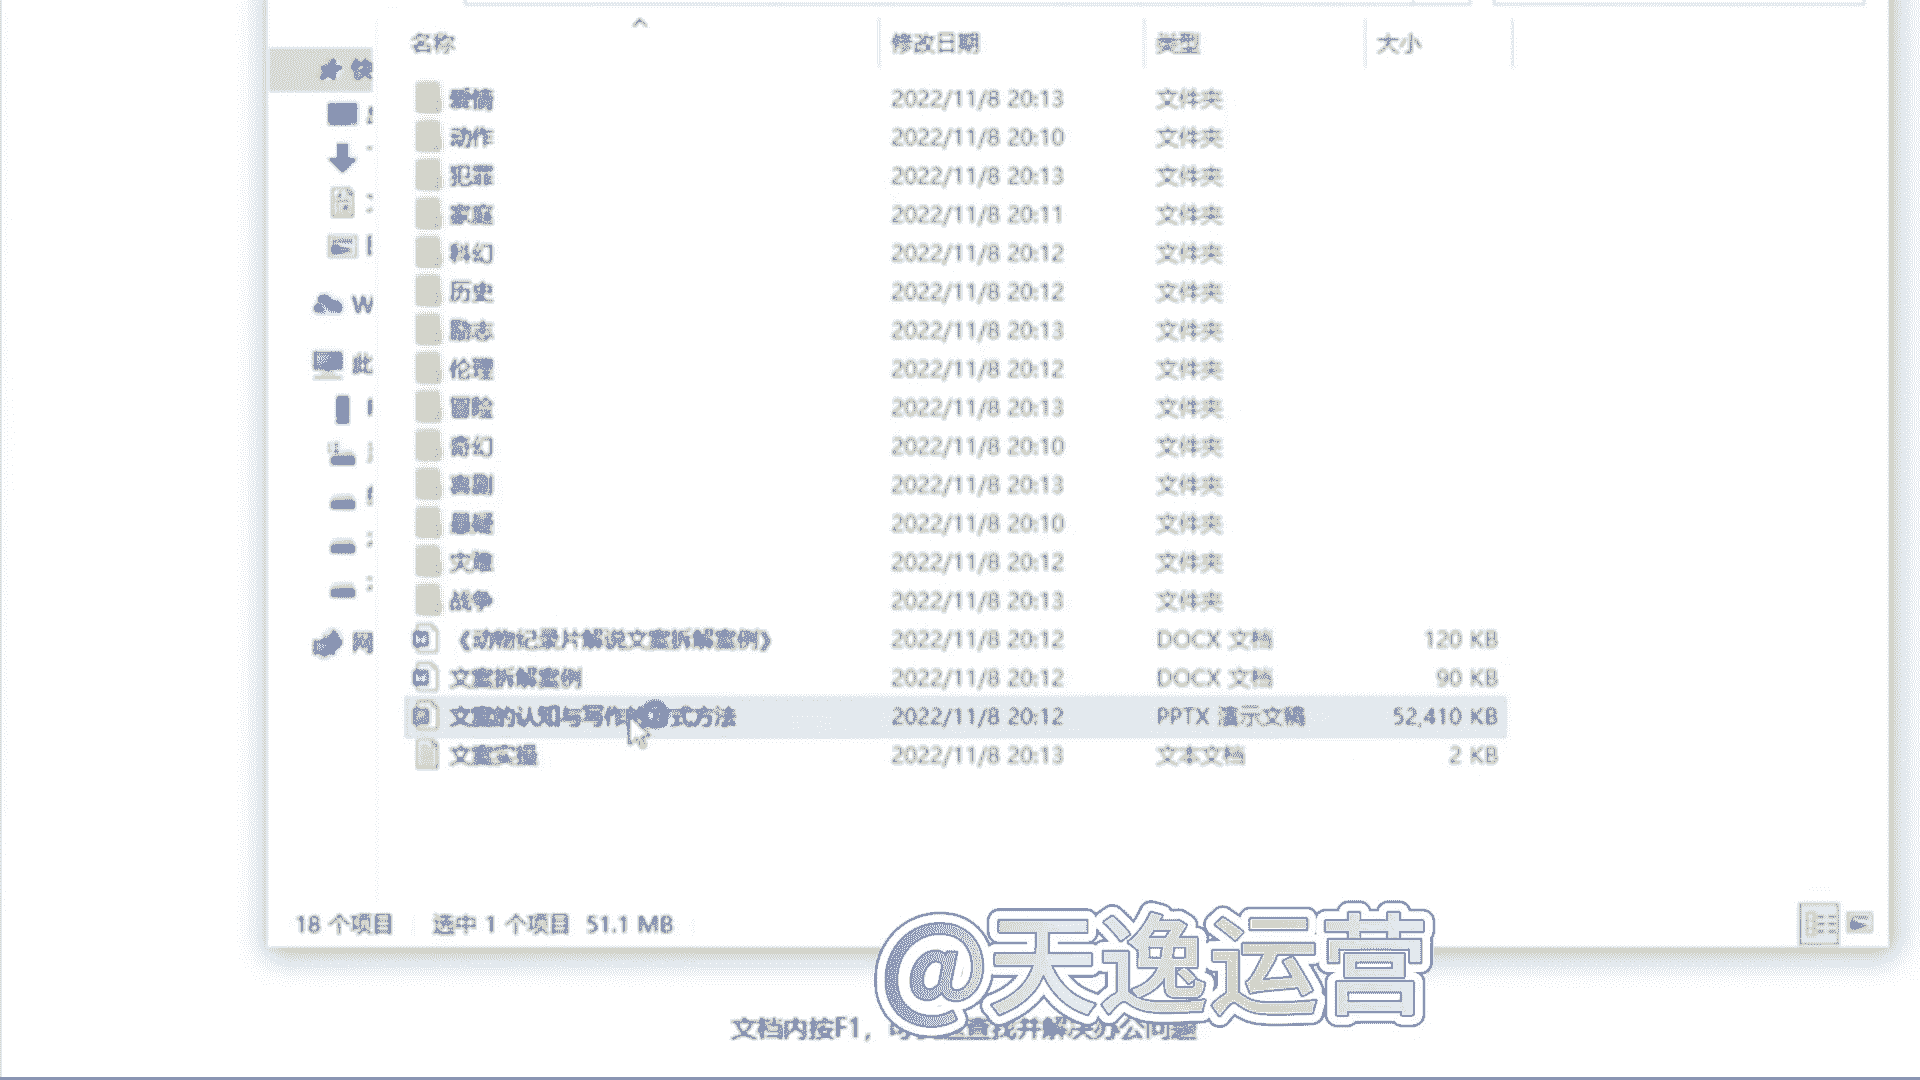 名称 修改日期 类型 大小
爱情 2022/11/8 20:13 文件夹
动作 2022/11/8 20:10 文件夹
犯罪 2022/11/8 20:13 文件夹
家庭 2022/11/8 20:11 文件夹
科幻 2022/11/8 20:12 文件夹
历史 2022/11/8 20:12 文件夹
励志 2022/11/8 20:13 文件夹
伦理 2022/11/8 20:12 文件夹
冒险 2022/11/8 20:13 文件夹
奇幻 2022/11/8 20:10 文件夹
喜剧 2022/11/8 20:13 文件夹
悬疑 2022/11/8 20:10 文件夹
灾难 2022/11/8 20:12 文件夹
战争 2022/11/8 20:13 文件夹
《动物纪录片解说文案拆解案例》 2022/11/8 20:12 DOCX 文档 120 KB
文案拆解案例 2022/11/8 20:12 DOCX 文档 90 KB
文案的认知与写作 式方法 2022/11/8 20:12 PPTX 演示文稿 52,410 KB
文案实操 2022/11/8 20:13 文本文档 2 KB
快
W
此
网
18 个项目 选中 1 个项目 51.1 MB
@天逸运营
文档内按F1, 查找并解决办公问题